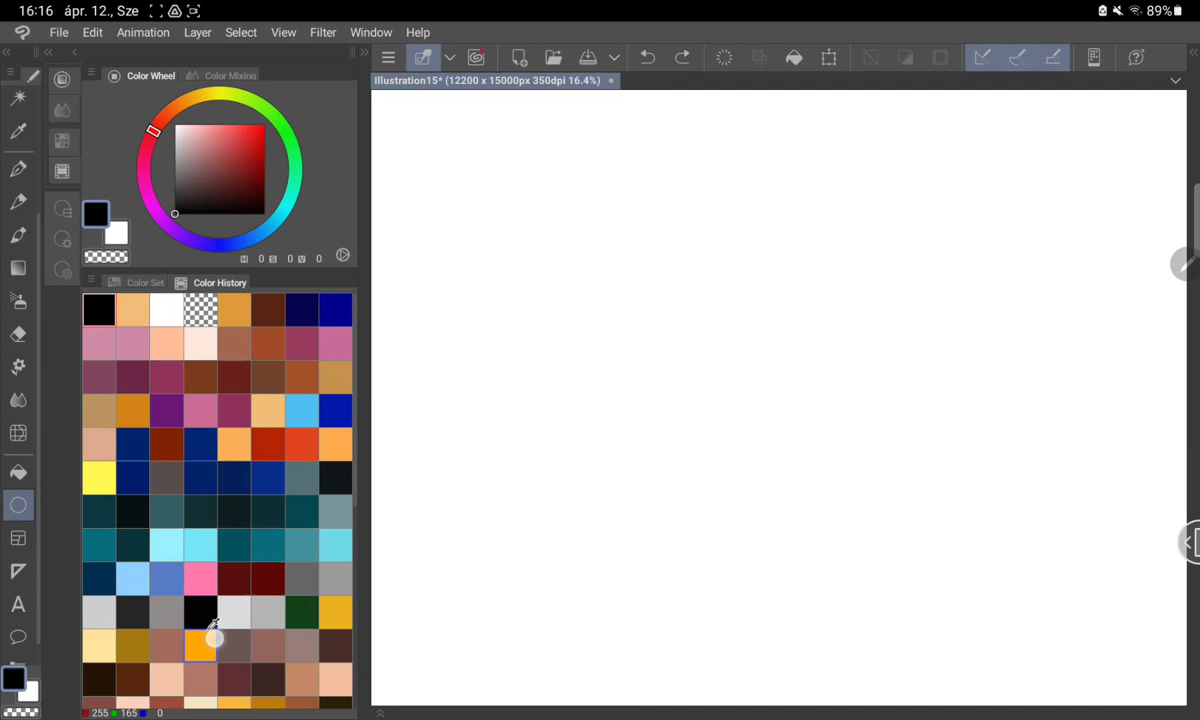 16:16 ápr. 12., Sze 89%
File Edit Animation Layer Select View Filter Window Help
Color Wheel Color Mixing
Illustration15* (12200 x 15000px 350dpi 16.4%)
H 0 S 0 V 0
Color Set Color History
A
255 165 0